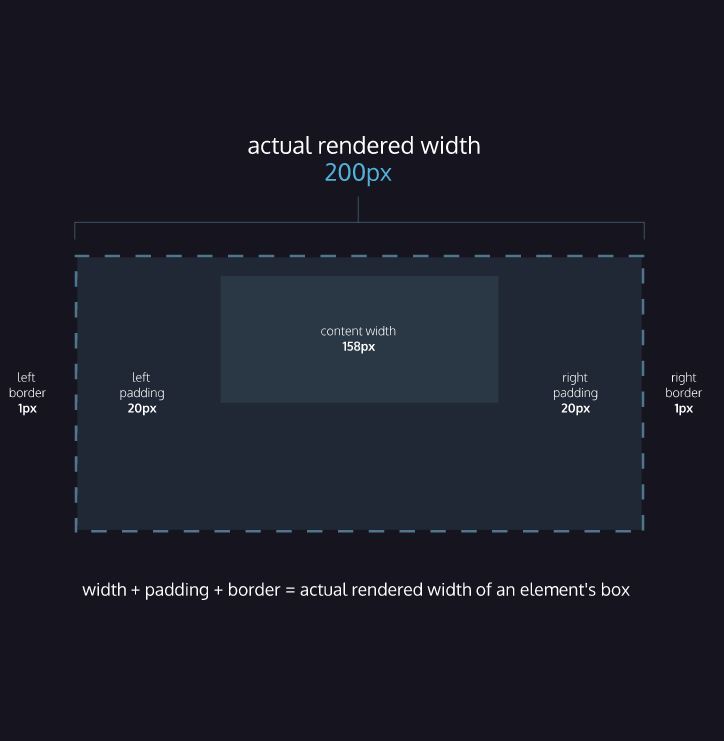 actual rendered width
200px
content width
158px
left
border
1px
left
padding
20px
right
padding
20px
right
border
1px
width + padding + border = actual rendered width of an element's box